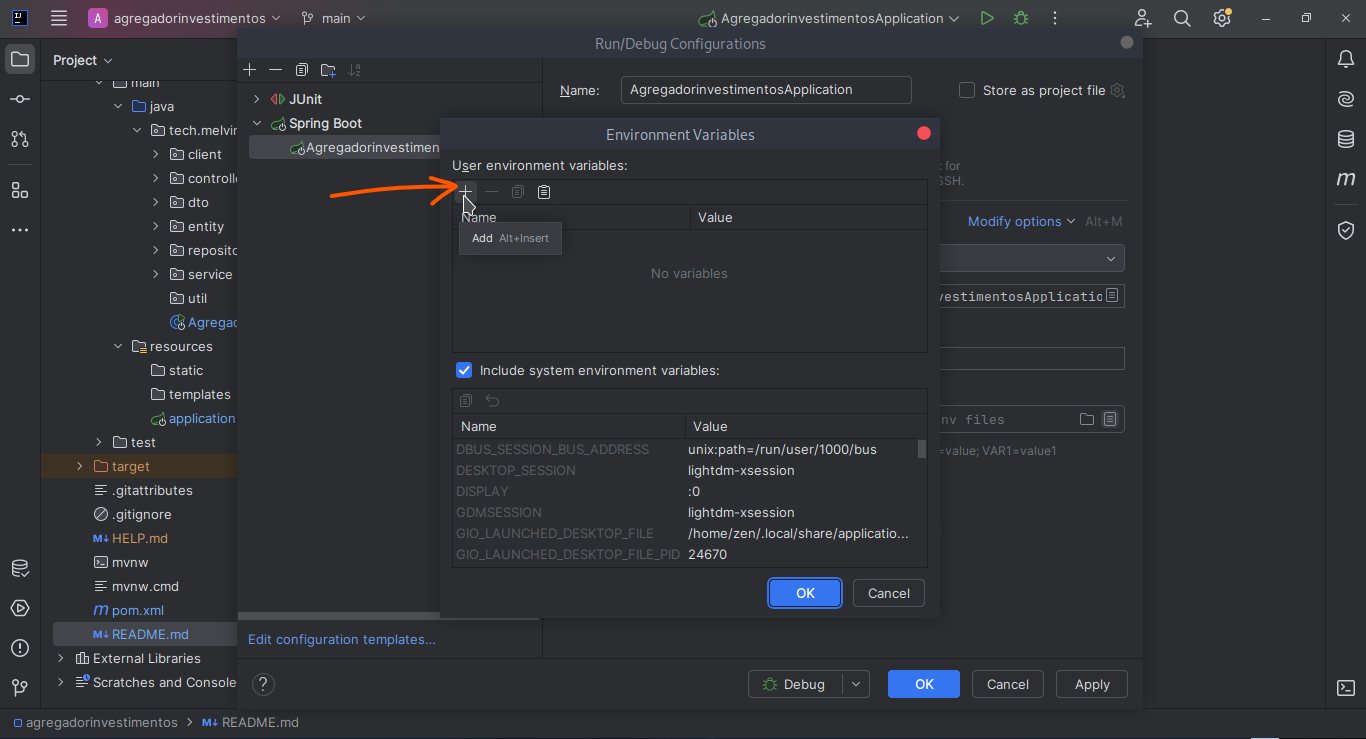 A agregadorinvestimentos main AgregadorinvestimentosApplication
Project
main
java
tech.melvin
client
controlle
dto
entity
reposito
service
util
Agregad
resources
static
templates
application
test
target
.gitattributes
.gitignore
M↓ HELP.md
mvnw
mvnw.cmd
m pom.xml
M↓ README.md
External Libraries
Scratches and Console
agregadorinvestimentos > M↓ README.md
Run/Debug Configurations
JUnit
Spring Boot
Agregadorinvestimen
Edit configuration templates...
Name: AgregadorinvestimentosApplication Store as project file
for
SSH.
Modify options Alt+M
vestimentosApplicatio
nv files
=value; VAR1=value1
Environment Variables
User environment variables:
Name Value
Add Alt+Insert
No variables
Include system environment variables:
Name Value
DBUS_SESSION_BUS_ADDRESS unix:path=/run/user/1000/bus
DESKTOP_SESSION lightdm-xsession
DISPLAY :0
GDMSESSION lightdm-xsession
GIO_LAUNCHED_DESKTOP_FILE /home/zen/.local/share/applicatio...
GIO_LAUNCHED_DESKTOP_FILE_PID 24670
OK Cancel
? Debug OK Cancel Apply
m